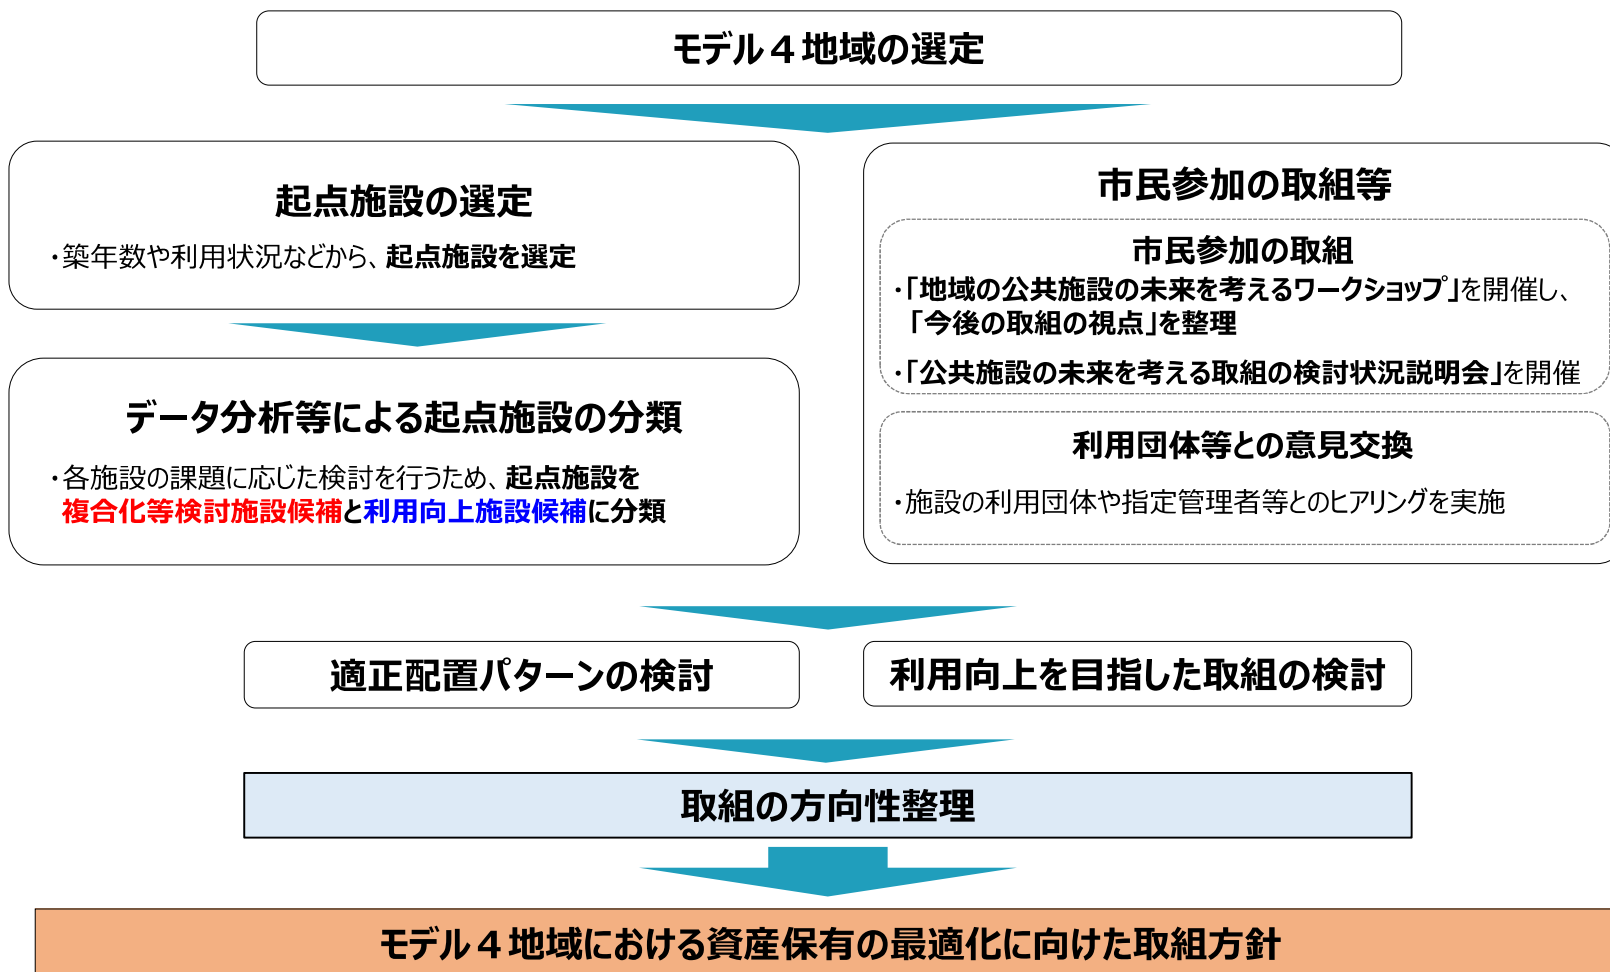 モデル４地域の選定
起点施設の選定
・築年数や利用状況などから、起点施設を選定
データ分析等による起点施設の分類
・各施設の課題に応じた検討を行うため、起点施設を
複合化等検討施設候補と利用向上施設候補に分類
市民参加の取組等
市民参加の取組
・「地域の公共施設の未来を考えるワークショップ」を開催し、
「今後の取組の視点」を整理
・「公共施設の未来を考える取組の検討状況説明会」を開催
利用団体等との意見交換
・施設の利用団体や指定管理者等とのヒアリングを実施
適正配置パターンの検討
利用向上を目指した取組の検討
取組の方向性整理
モデル４地域における資産保有の最適化に向けた取組方針